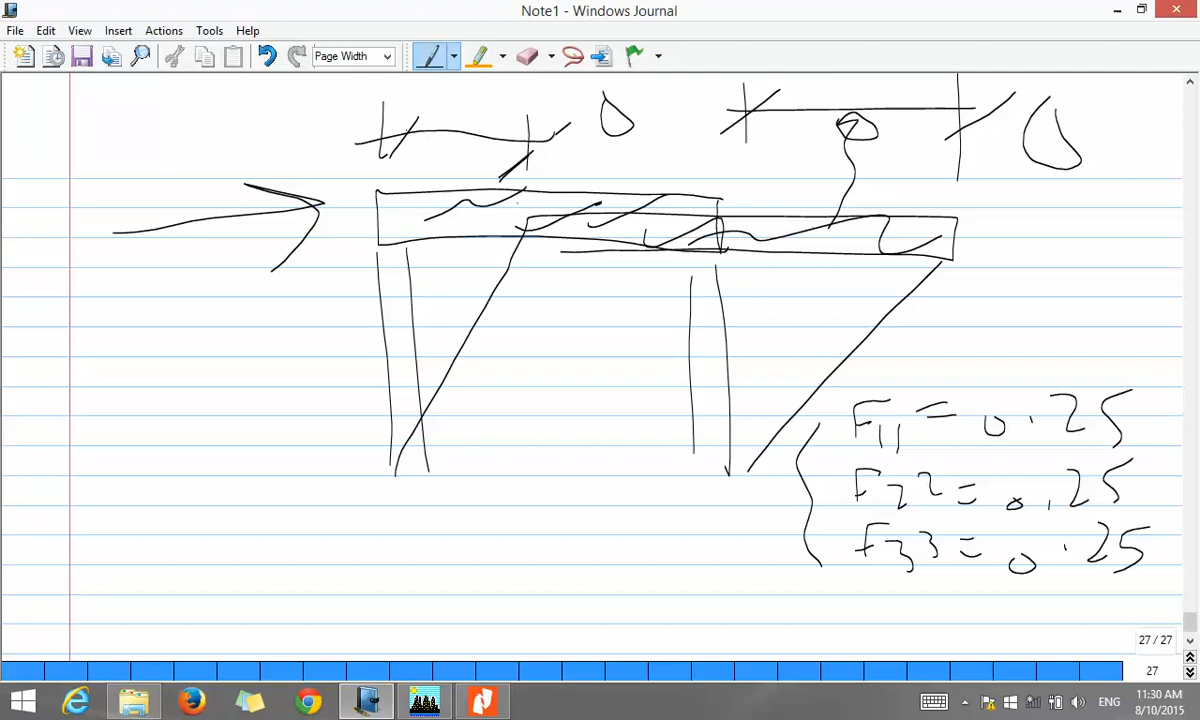 Note1 - Windows Journal
File Edit View Insert Actions Tools Help
Page Width
F11 = 0.25
F22 = 0.25
F33 = 0.25
27 / 27
27
ENG
11:30 AM
8/10/2015